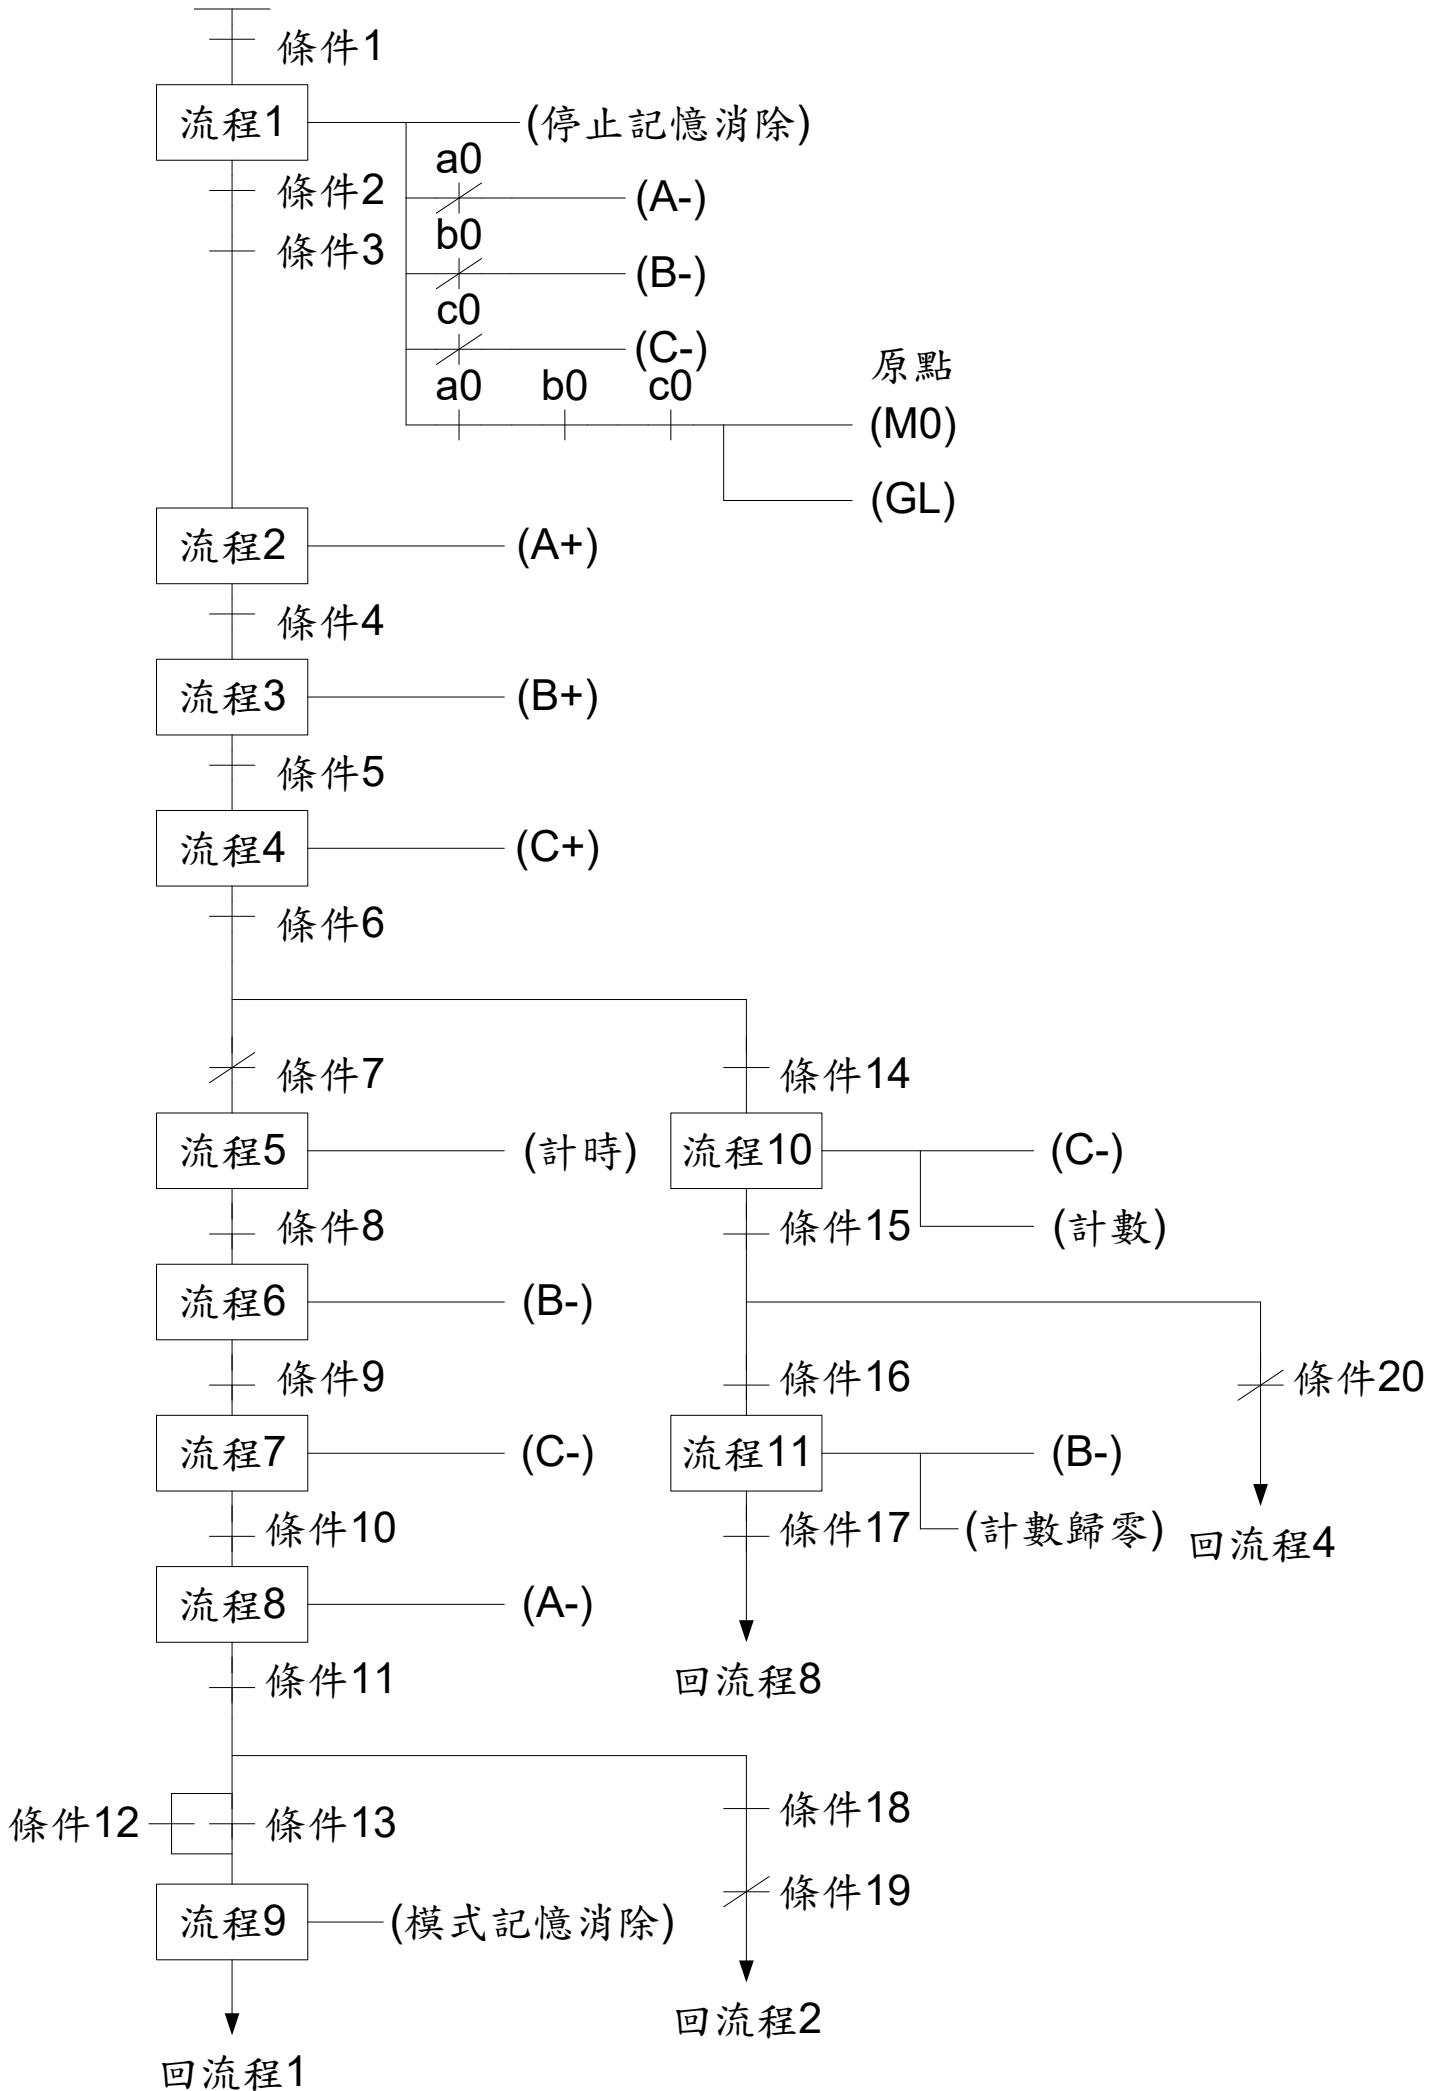 條件1
流程1
(停止記憶消除)
a0
條件2
(A-)
b0
條件3
(B-)
c0
(C-)
原點
a0 b0 c0
(M0)
(GL)
流程2
(A+)
條件4
流程3
(B+)
條件5
流程4
(C+)
條件6
條件7
條件14
流程5
(計時)
流程10
(C-)
條件8
條件15
(計數)
流程6
(B-)
條件9
條件16
條件20
流程7
(C-)
流程11
(B-)
條件10
條件17
(計數歸零)
回流程4
流程8
(A-)
條件11
回流程8
條件12
條件13
條件18
條件19
流程9
(模式記憶消除)
回流程2
回流程1